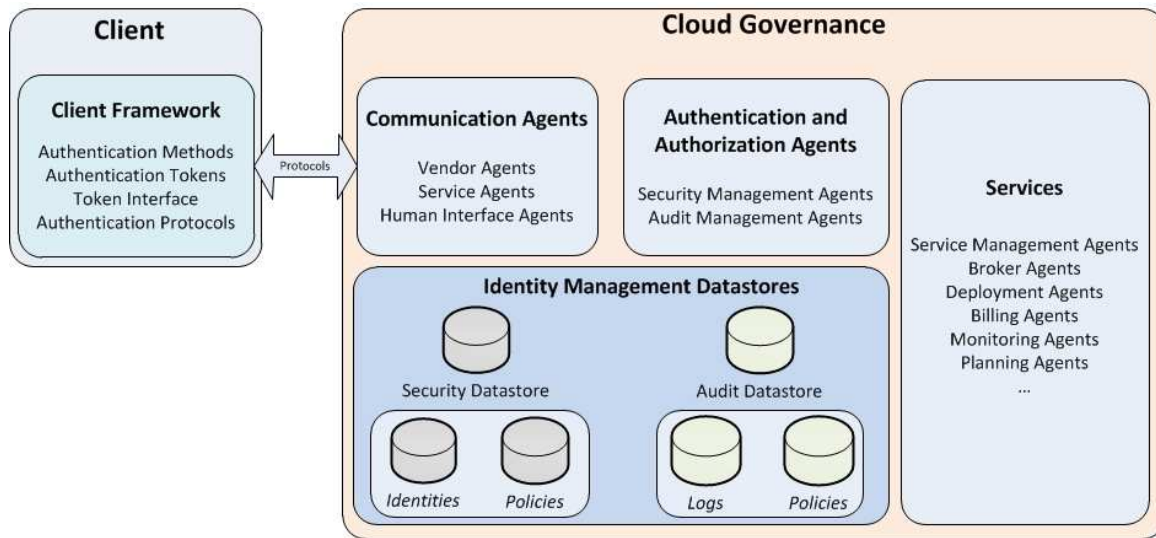 Client
Client Framework
Authentication Methods
Authentication Tokens
Token Interface
Authentication Protocols
Protocols
Cloud Governance
Communication Agents
Vendor Agents
Service Agents
Human Interface Agents
Authentication and
Authorization Agents
Security Management Agents
Audit Management Agents
Services
Service Management Agents
Broker Agents
Deployment Agents
Billing Agents
Monitoring Agents
Planning Agents
...
Identity Management Datastores
Security Datastore
Audit Datastore
Identities
Policies
Logs
Policies